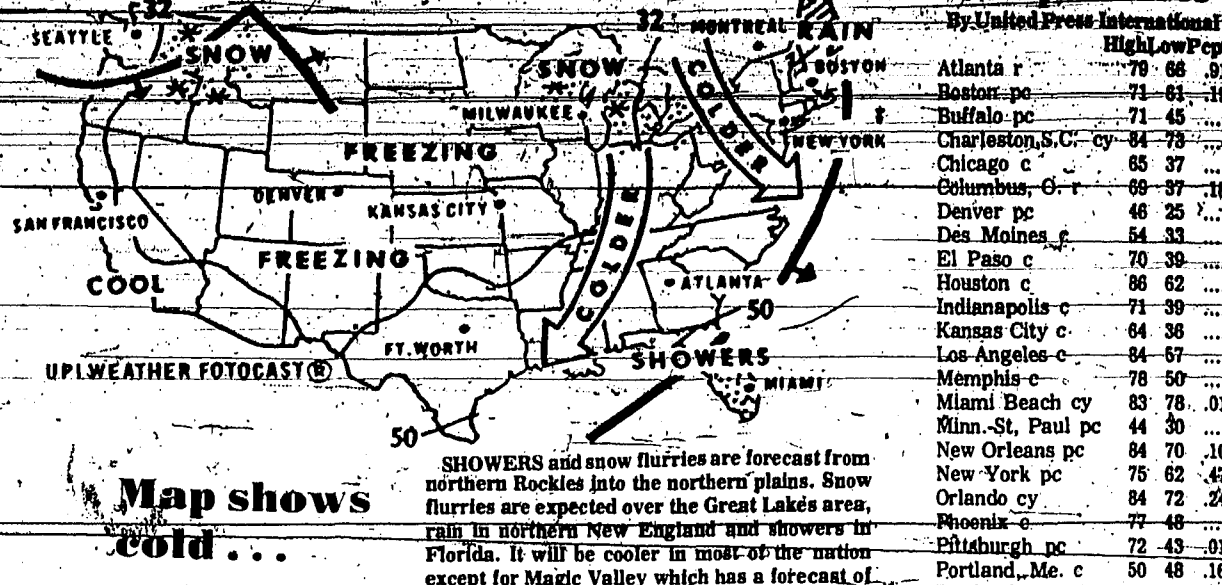 32
SEATTLE
SNOW
32
MONTREAL
RAIN
SNOW
BOSTON
MILWAUKEE
COLDER
NEW YORK
FREEZING
DENVER
KANSAS CITY
SAN FRANCISCO
COLDER
FREEZING
COOL
ATLANTA
50
FT. WORTH
SHOWERS
UPI WEATHER FOTOCAST ®
MIAMI
50
Map shows
cold . . .
SHOWERS and snow flurries are forecast from
northern Rockies into the northern plains. Snow
flurries are expected over the Great Lakes area,
rain in northern New England and showers in
Florida. It will be cooler in most of the nation
except for Magic Valley which has a forecast of
By United Press International
High Low Pcp
Atlanta r 79 66
Boston pc 71 61
Buffalo pc 71 45 ...
Charleston, S.C. cy 84 73 ...
Chicago c 65 37 ...
Columbus, O. r 69 37
Denver pc 46 25 ...
Des Moines c 54 33 ...
El Paso c 70 39 ...
Houston c 86 62 ...
Indianapolis c 71 39 ...
Kansas City c 64 36 ...
Los Angeles c 84 57 ...
Memphis c 78 50 ...
Miami Beach cy 83 78
Minn.-St. Paul pc 44 30 ...
New Orleans pc 84 70
New York pc 75 62
Orlando cy 84 72
Phoenix c 77 48 ...
Pittsburgh pc 72 43
Portland, Me. c 50 48